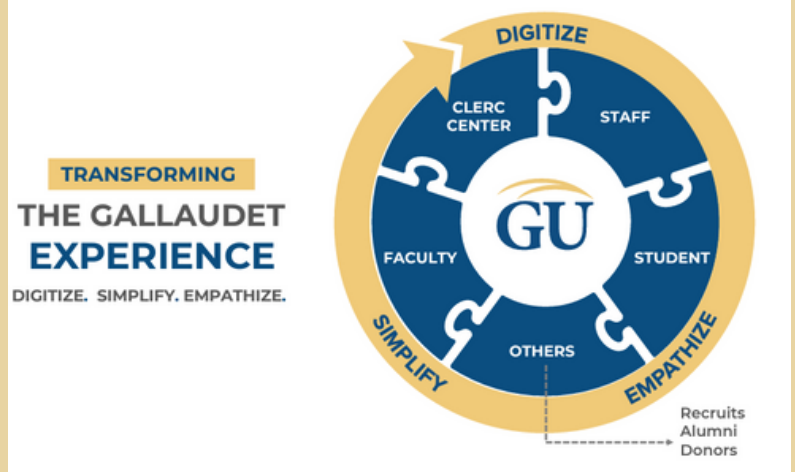 TRANSFORMING
THE GALLAUDET
EXPERIENCE
DIGITIZE. SIMPLIFY. EMPATHIZE.
DIGITIZE
CLERC
CENTER
STAFF
GU
FACULTY
STUDENT
OTHERS
SIMPLIFY
EMPATHIZE
Recruits
Alumni
Donors